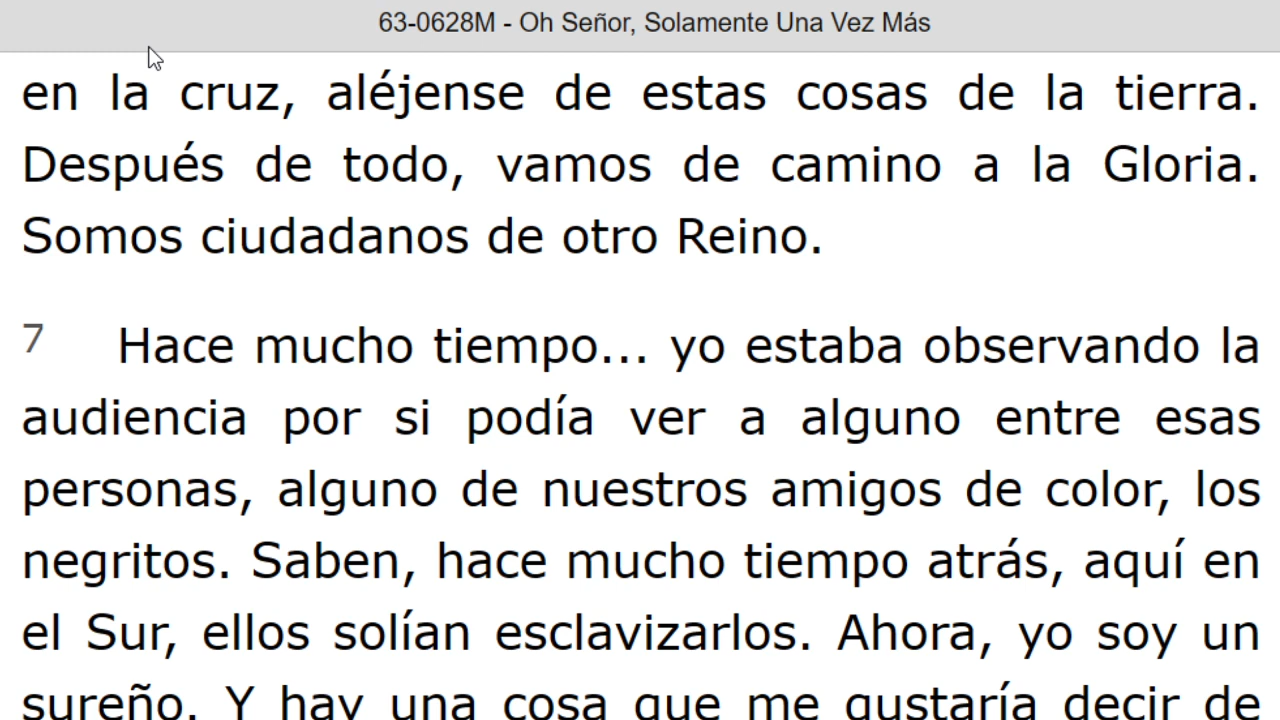 63-0628M - Oh Señor, Solamente Una Vez Más
en la cruz, aléjense de estas cosas de la tierra.
Después de todo, vamos de camino a la Gloria.
Somos ciudadanos de otro Reino.
7 Hace mucho tiempo... yo estaba observando la
audiencia por si podía ver a alguno entre esas
personas, alguno de nuestros amigos de color, los
negritos. Saben, hace mucho tiempo atrás, aquí en
el Sur, ellos solían esclavizarlos. Ahora, yo soy un
sureño. Y hay una cosa que me gustaría decir de